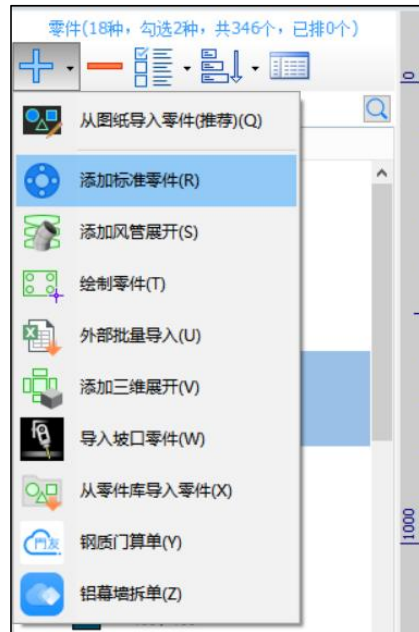 零件(18种，勾选2种，共346个，已排0个)
从图纸导入零件(推荐)(Q)
添加标准零件(R)
添加风管展开(S)
绘制零件(T)
外部批量导入(U)
添加三维展开(V)
导入坡口零件(W)
从零件库导入零件(X)
钢质门算单(Y)
铝幕墙拆单(Z)
0
1000